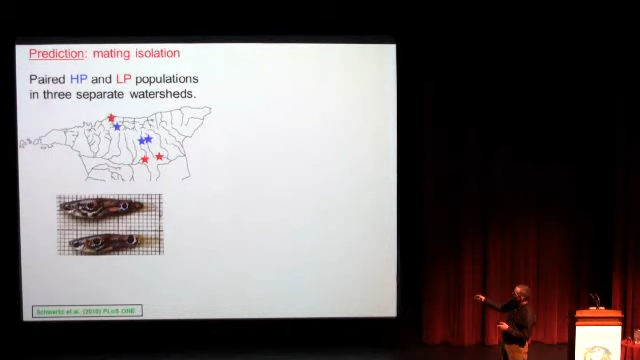 Prediction: mating isolation
Paired HP and LP populations
in three separate watersheds.
Schwartz et al. (2010) PLoS ONE